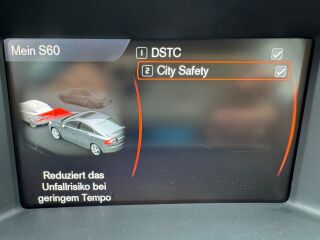 Mein S60
1 DSTC
2 City Safety
Reduziert das
Unfallrisiko bei
geringem Tempo